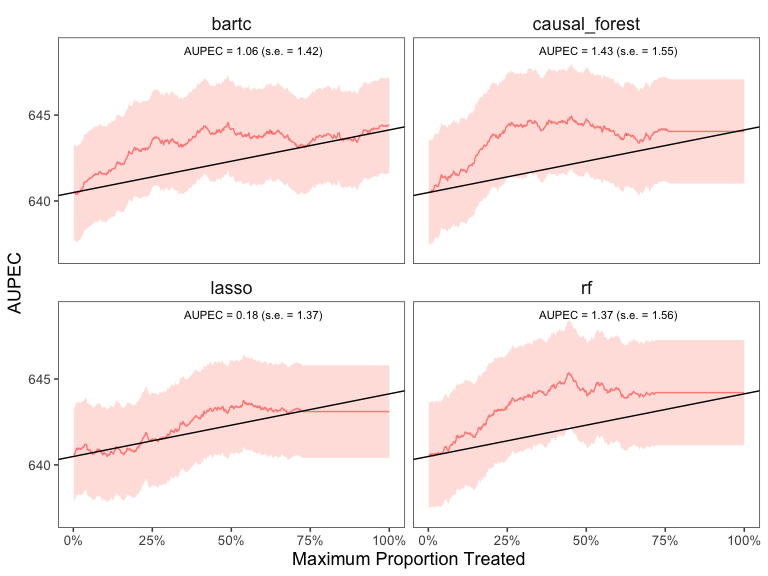 bartc
causal_forest
AUPEC = 1.06 (s.e. = 1.42)
AUPEC = 1.43 (s.e. = 1.55)
645
640
lasso
rf
AUPEC = 0.18 (s.e. = 1.37)
AUPEC = 1.37 (s.e. = 1.56)
645
640
AUPEC
0%
25%
50%
75%
100%
0%
25%
50%
75%
100%
Maximum Proportion Treated